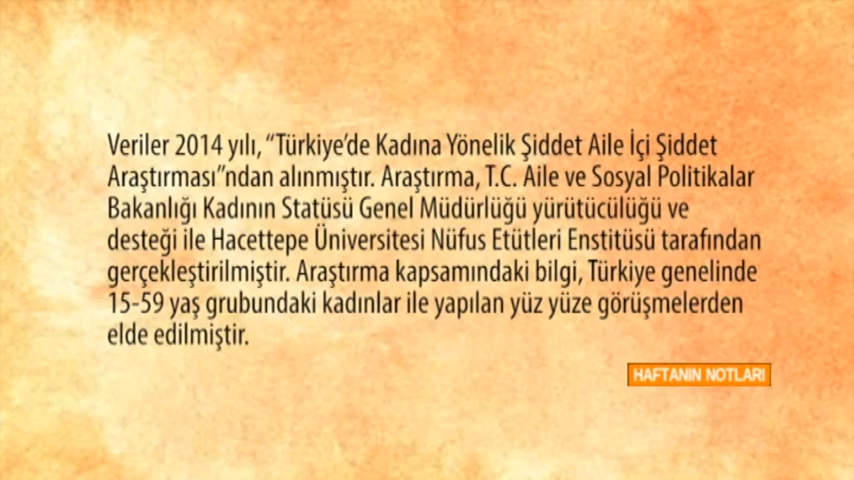 Veriler 2014 yılı, “Türkiye’de Kadına Yönelik Şiddet Aile İçi Şiddet
Araştırması”ndan alınmıştır. Araştırma, T.C. Aile ve Sosyal Politikalar
Bakanlığı Kadının Statüsü Genel Müdürlüğü yürütücülüğü ve
desteği ile Hacettepe Üniversitesi Nüfus Etütleri Enstitüsü tarafından
gerçekleştirilmiştir. Araştırma kapsamındaki bilgi, Türkiye genelinde
15-59 yaş grubundaki kadınlar ile yapılan yüz yüze görüşmelerden
elde edilmiştir.
HAFTANIN NOTLARI